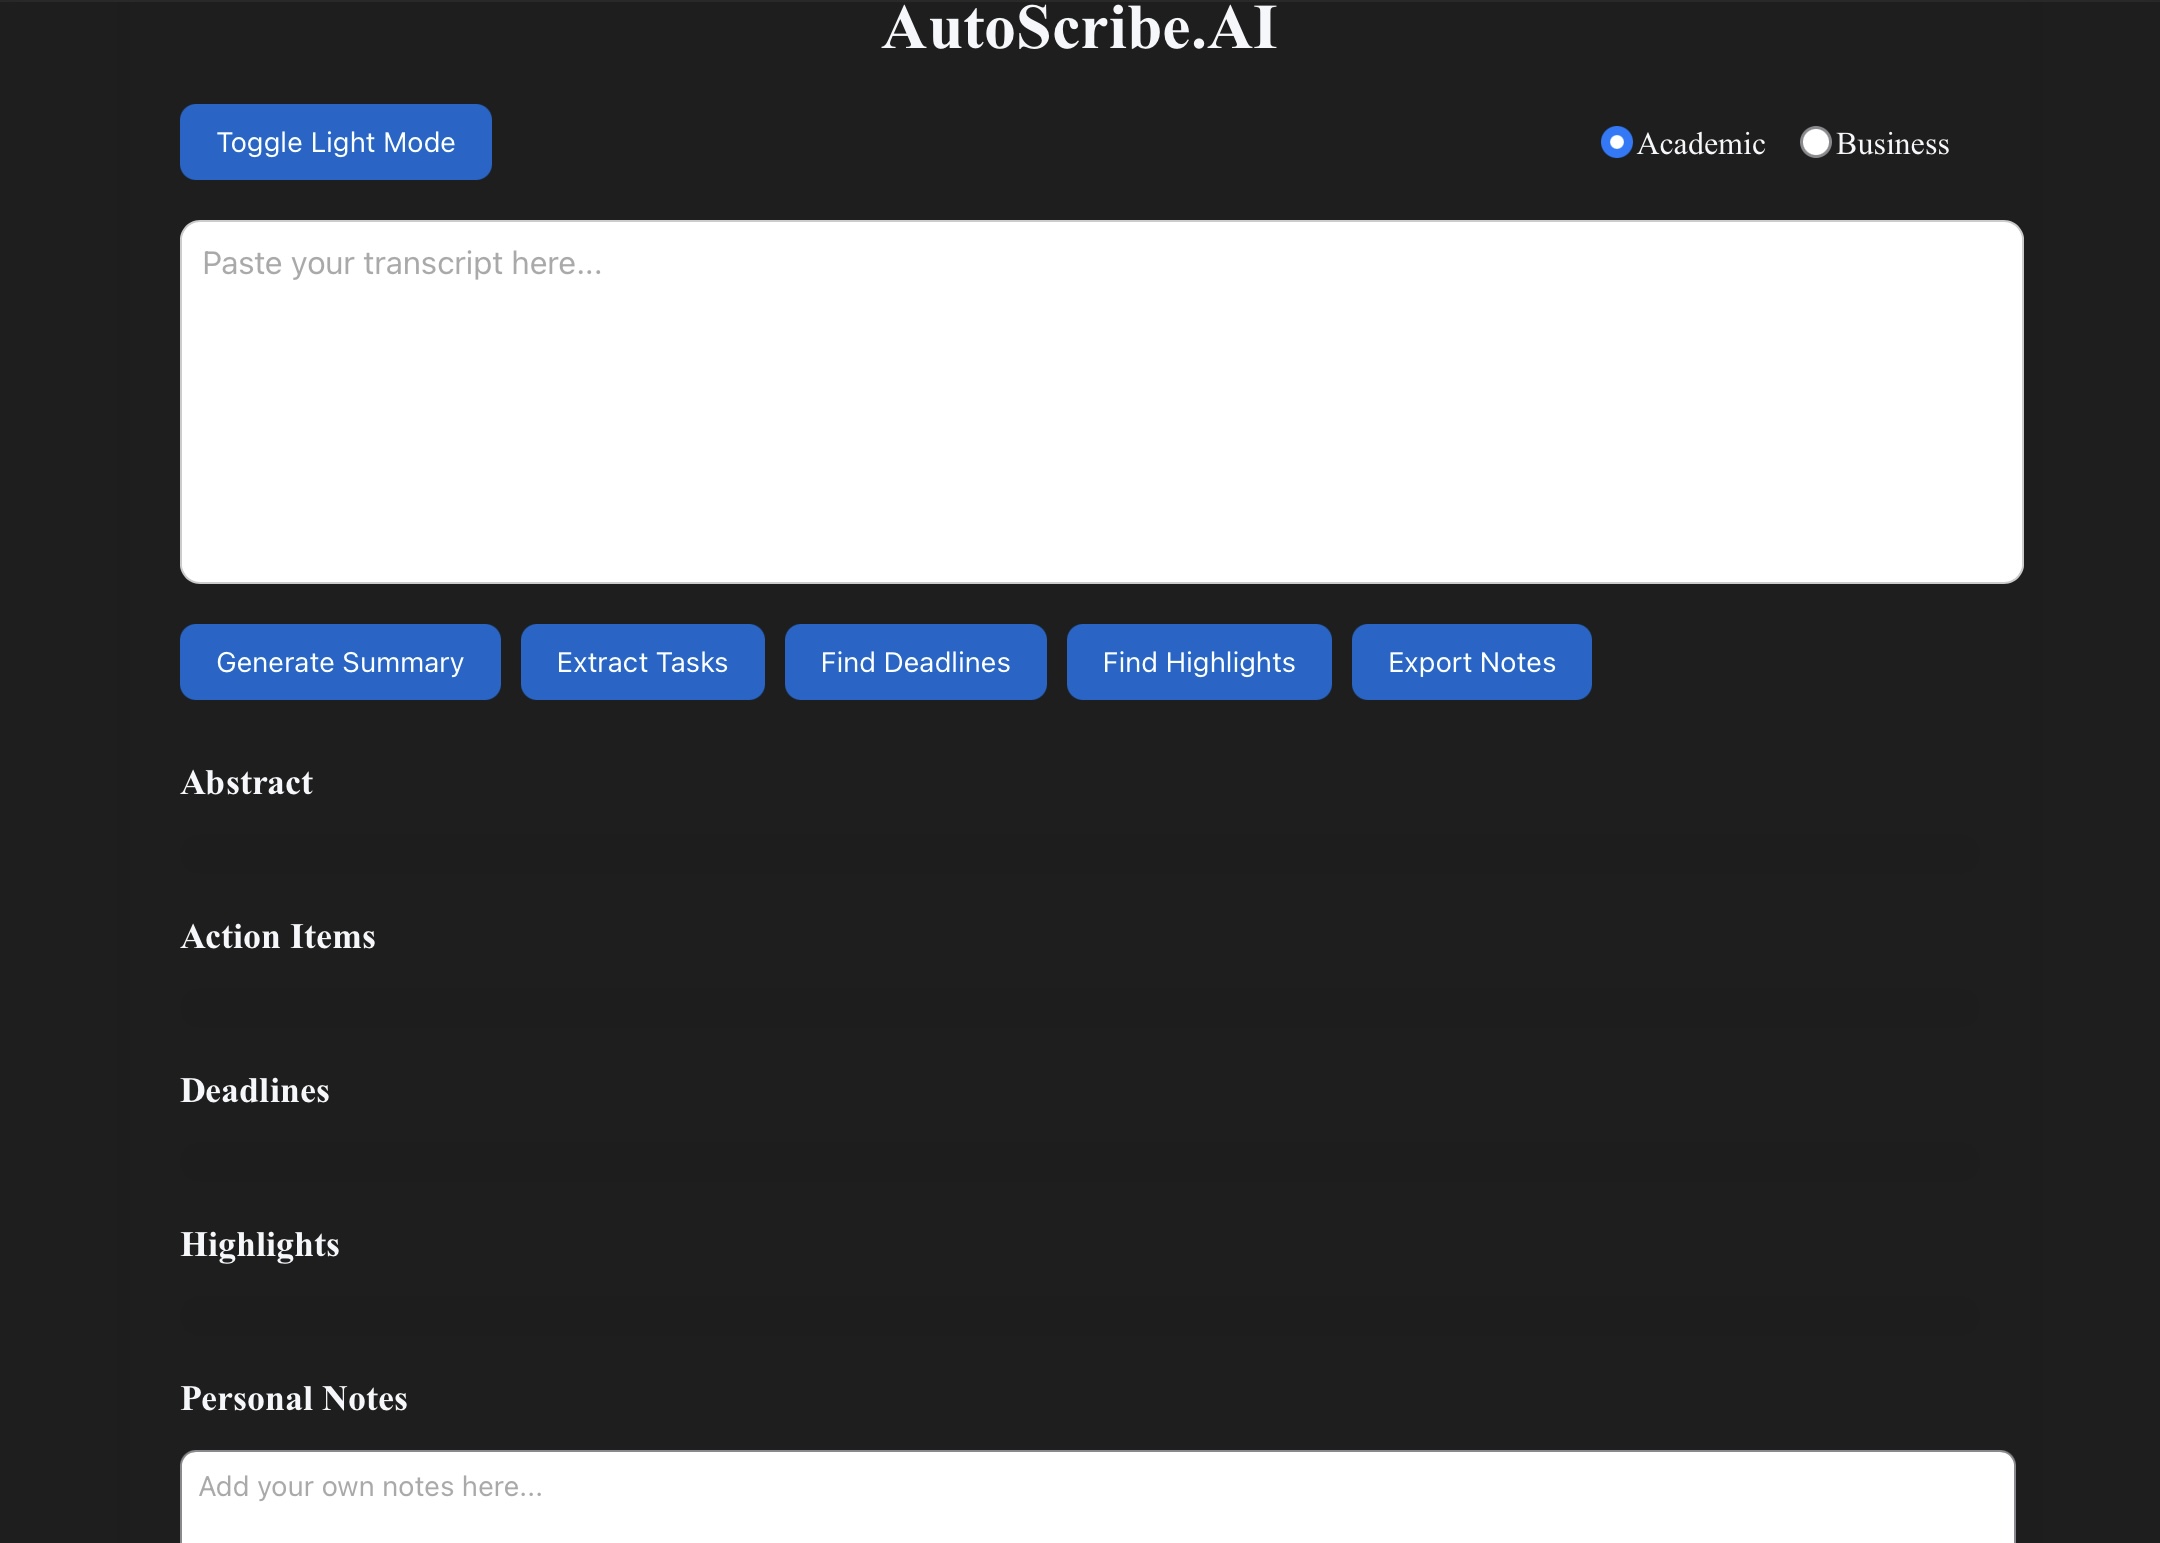 AutoScribe.AI
Toggle Light Mode
Academic Business
Paste your transcript here...
Generate Summary Extract Tasks Find Deadlines Find Highlights Export Notes
Abstract
Action Items
Deadlines
Highlights
Personal Notes
Add your own notes here...